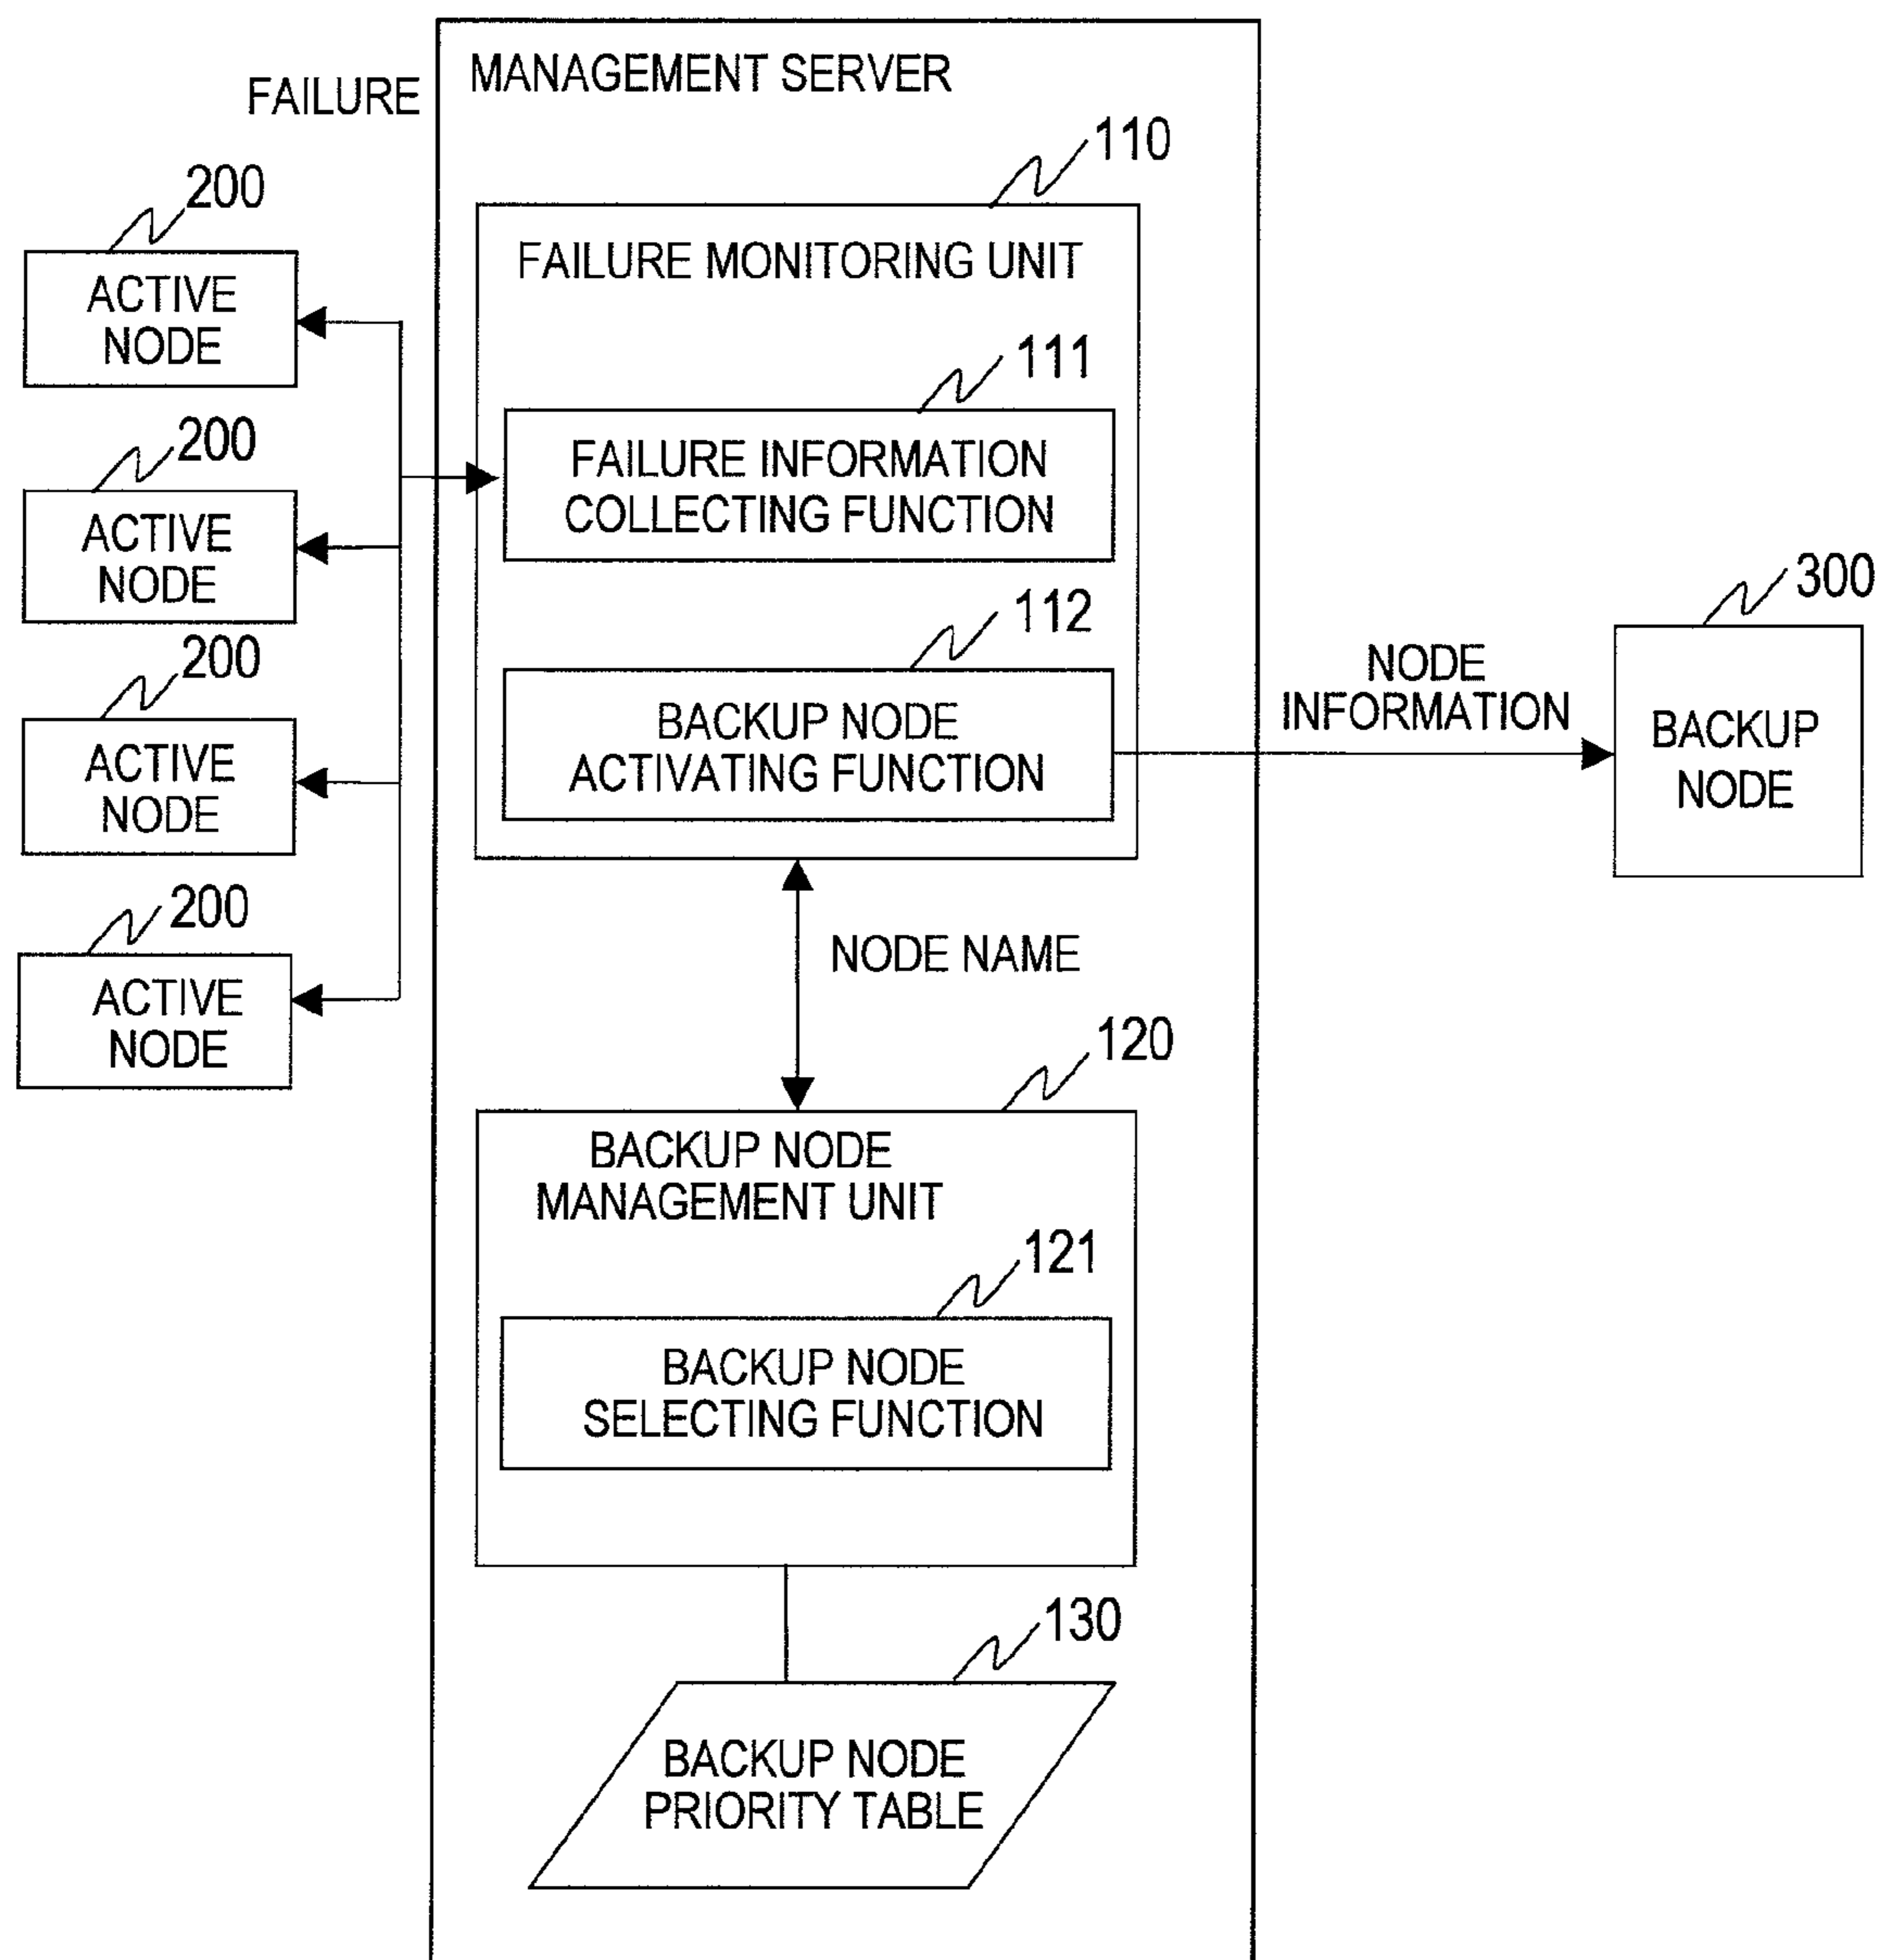 FAILURE
MANAGEMENT SERVER
110
200
ACTIVE
NODE
FAILURE MONITORING UNIT
111
200
ACTIVE
NODE
FAILURE INFORMATION
COLLECTING FUNCTION
112
200
ACTIVE
NODE
BACKUP NODE
ACTIVATING FUNCTION
NODE
INFORMATION
300
BACKUP
NODE
200
ACTIVE
NODE
NODE NAME
120
BACKUP NODE
MANAGEMENT UNIT
121
BACKUP NODE
SELECTING FUNCTION
130
BACKUP NODE
PRIORITY TABLE